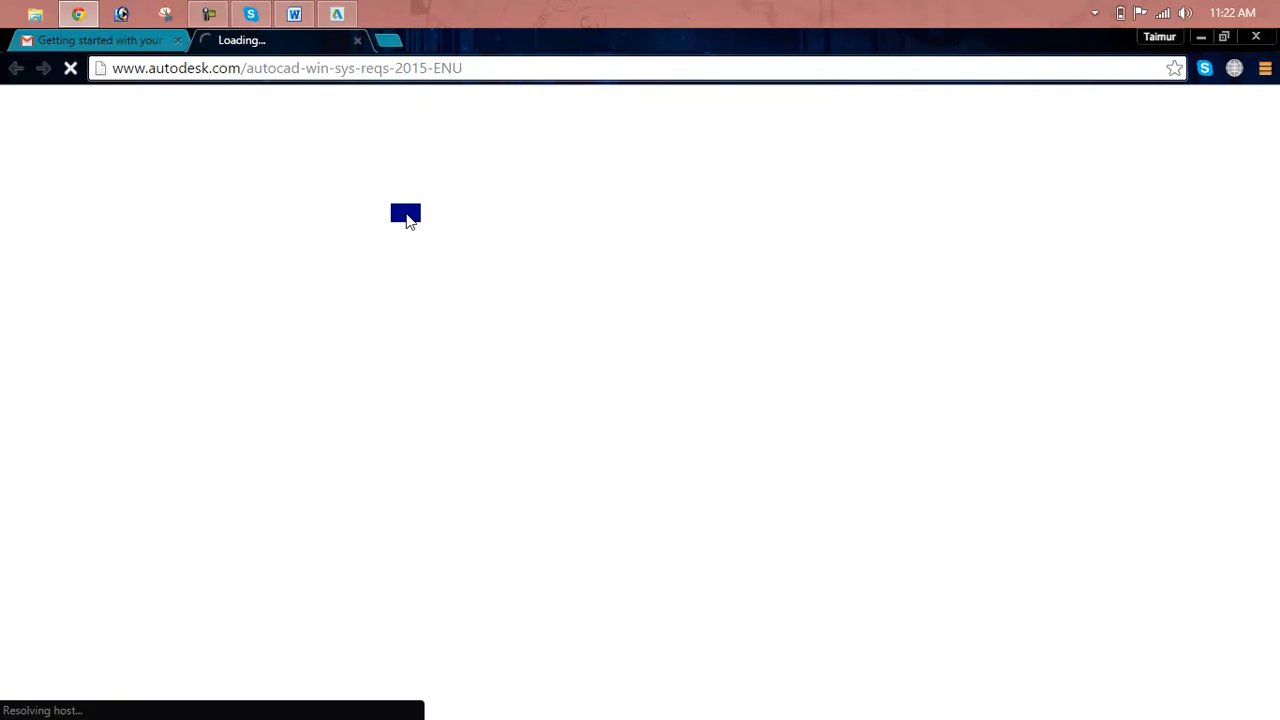 11:22 AM
Getting started with your
Loading...
Taimur
www.autodesk.com/autocad-win-sys-reqs-2015-ENU
Resolving host...